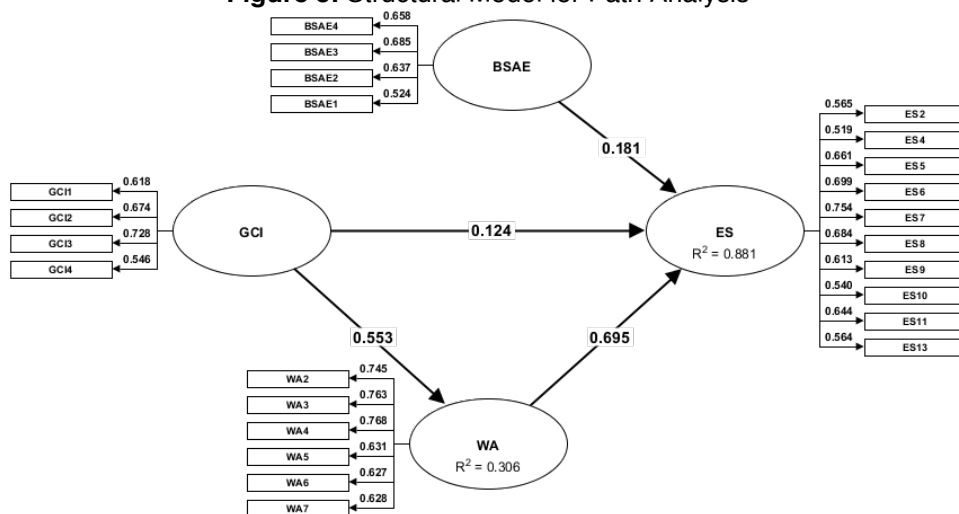 Figure 3. Structural Model for Path Analysis
BSAE4 0.658
BSAE3 0.685
BSAE2 0.637
BSAE1 0.524
BSAE
0.181
GCI1 0.618
GCI2 0.674
GCI3 0.728
GCI4 0.546
GCI
0.124
ES
R² = 0.881
0.565 ES2
0.519 ES4
0.661 ES5
0.699 ES6
0.754 ES7
0.684 ES8
0.613 ES9
0.540 ES10
0.644 ES11
0.564 ES13
0.553
0.695
WA2 0.745
WA3 0.763
WA4 0.768
WA5 0.631
WA6 0.627
WA7 0.628
WA
R² = 0.306